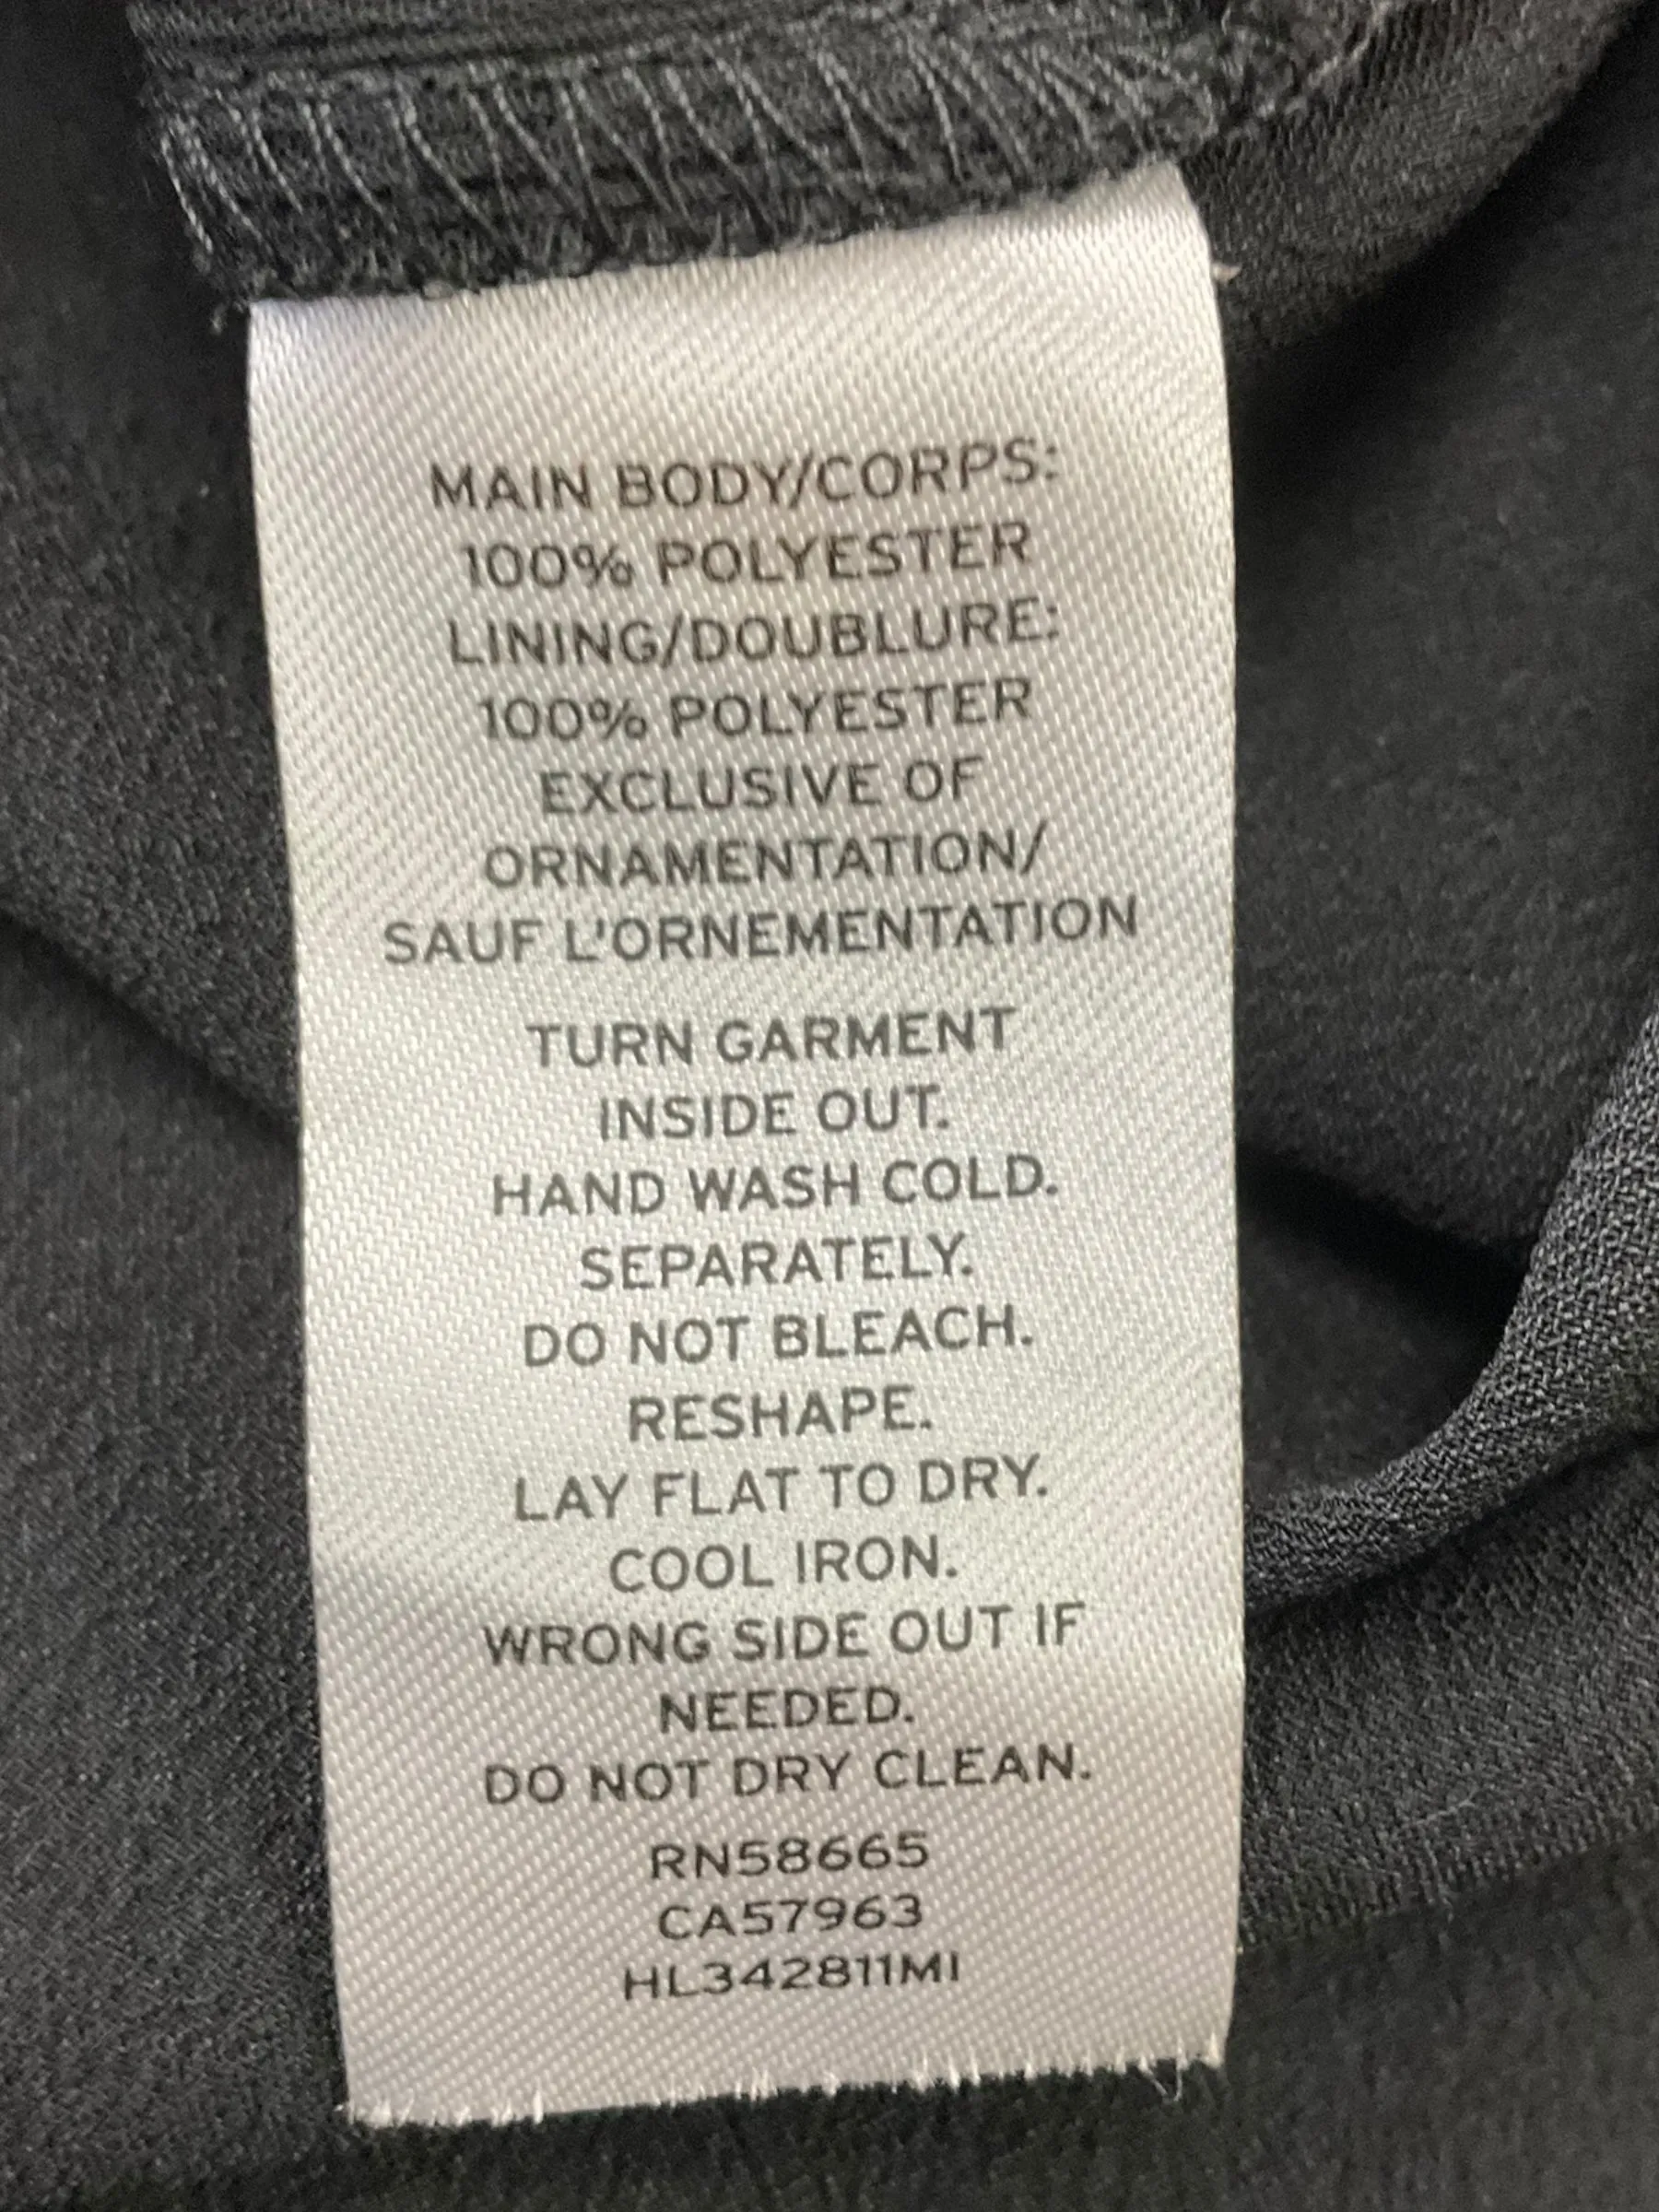 MAIN BODY/CORPS:
100% POLYESTER
LINING/DOUBLURE:
100% POLYESTER
EXCLUSIVE OF
ORNAMENTATION/
SAUF L'ORNEMENTATION
TURN GARMENT
INSIDE OUT.
HAND WASH COLD.
SEPARATELY.
DO NOT BLEACH.
RESHAPE.
LAY FLAT TO DRY.
COOL IRON.
WRONG SIDE OUT IF
NEEDED.
DO NOT DRY CLEAN.
RN58665
CA57963
HL342811MI